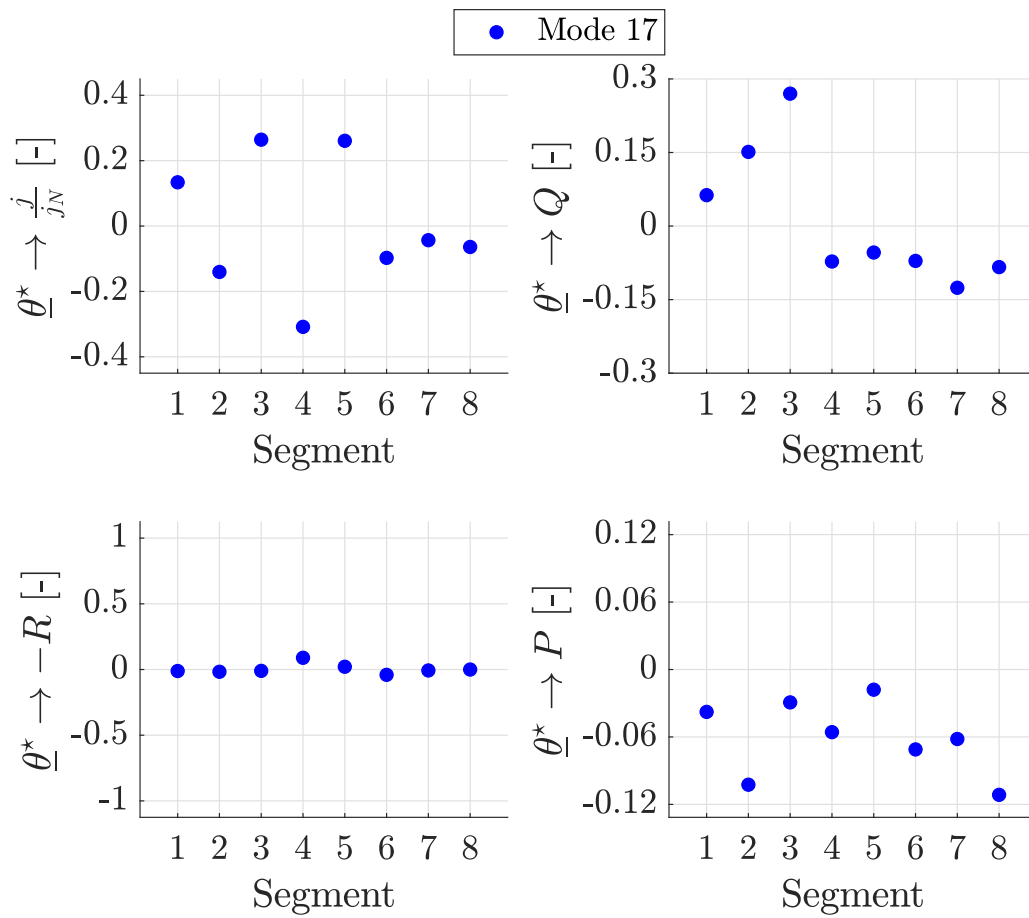 Mode 17
0.4
0.2
0
-0.2
-0.4
θ* → j/j_N [-]
1 2 3 4 5 6 7 8
Segment
0.3
0.15
0
-0.15
-0.3
θ* → Q [-]
1 2 3 4 5 6 7 8
Segment
1
0.5
0
-0.5
-1
θ* → −R [-]
1 2 3 4 5 6 7 8
Segment
0.12
0.06
0
-0.06
-0.12
θ* → P [-]
1 2 3 4 5 6 7 8
Segment